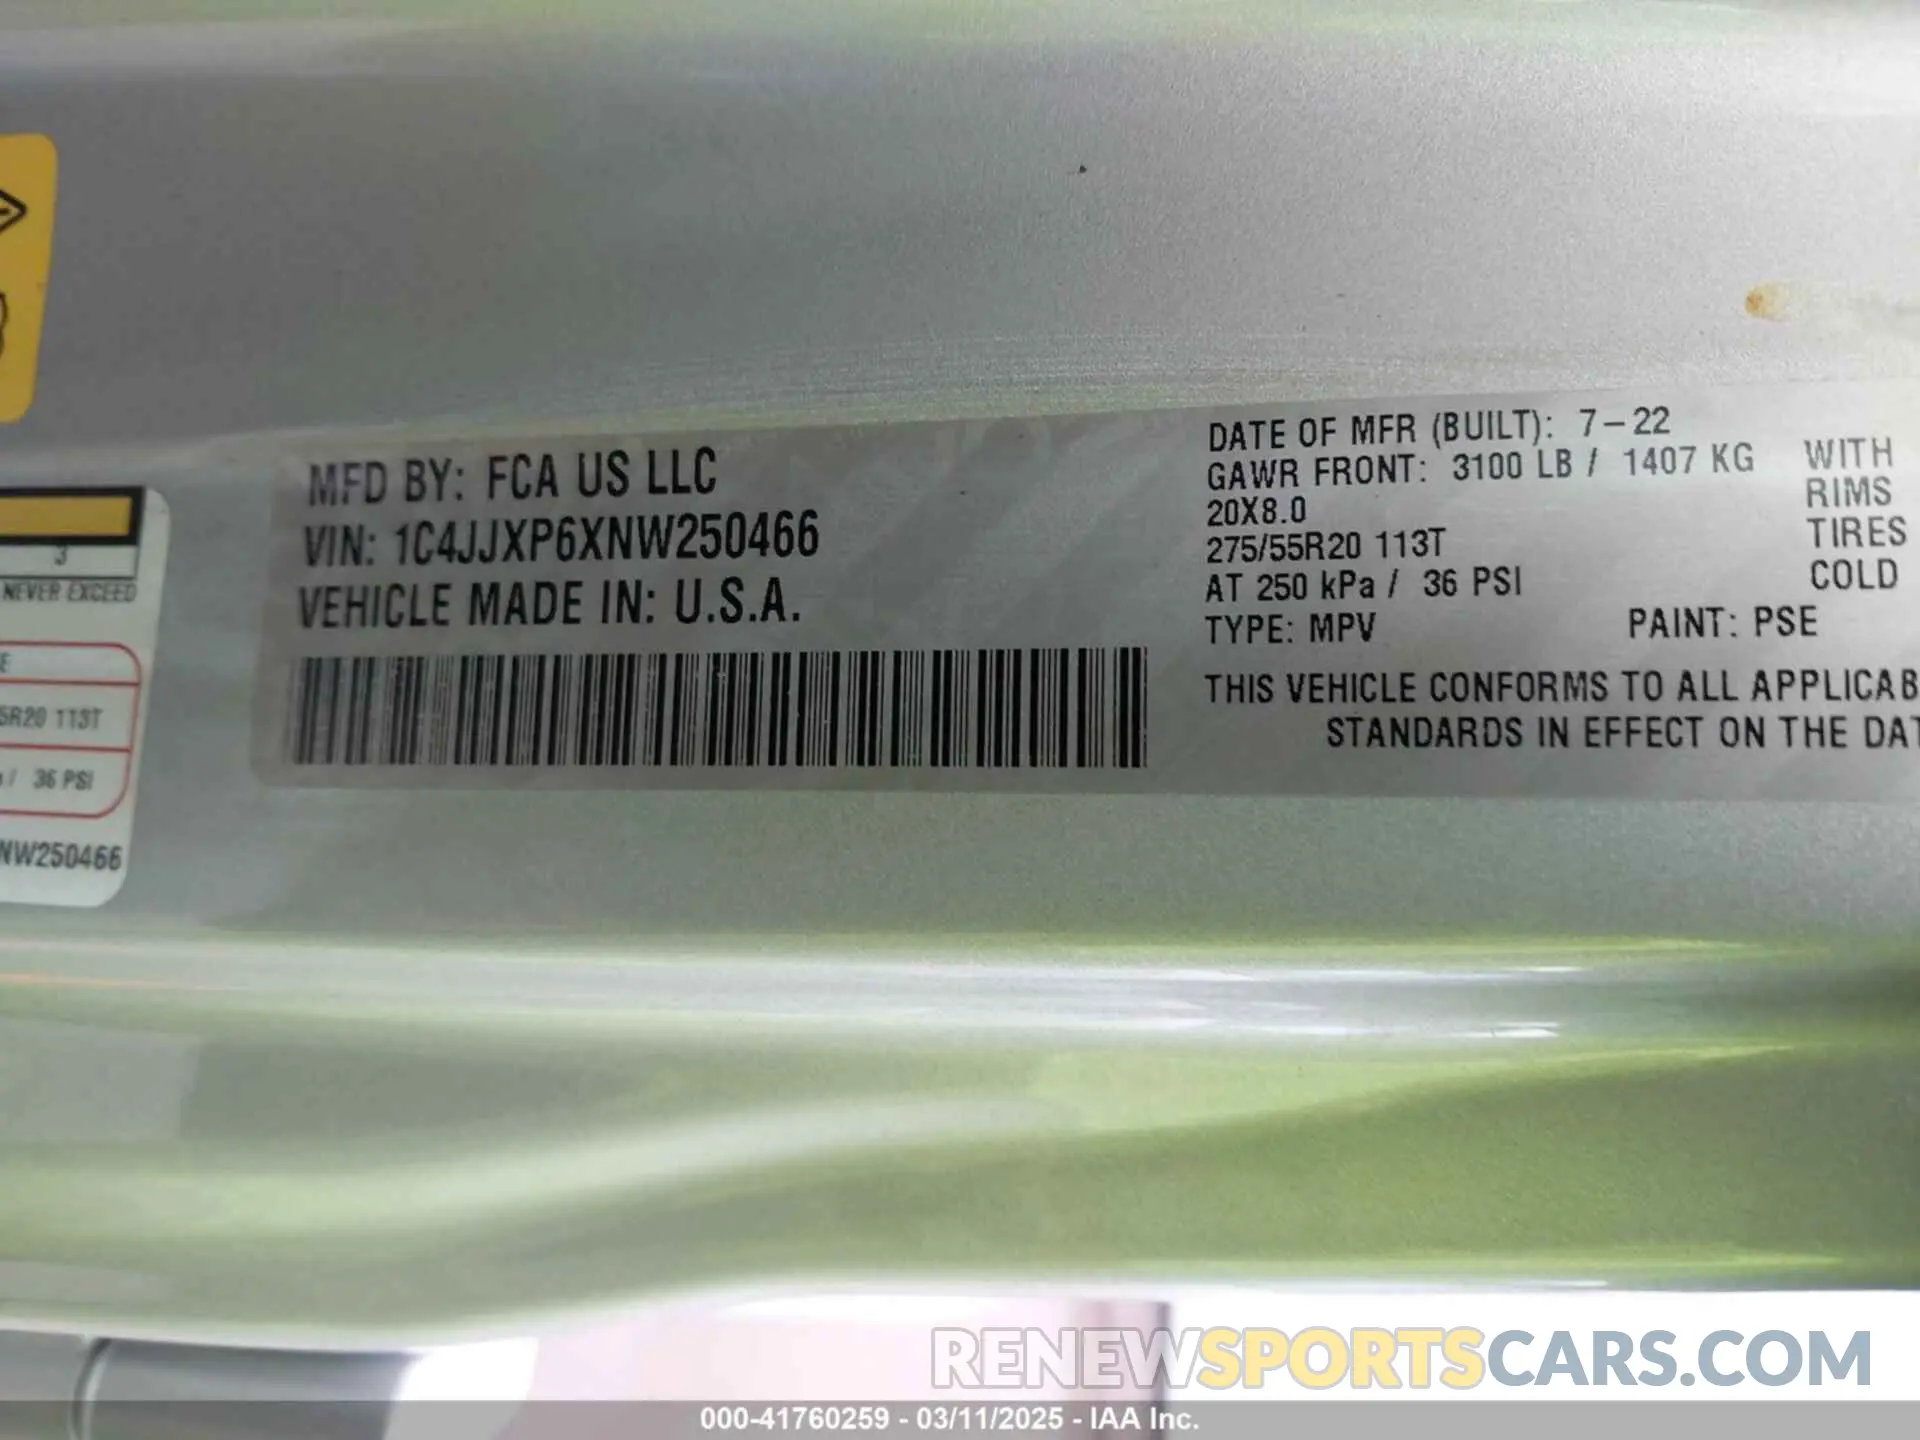 MFD BY: FCA US LLC
VIN: 1C4JJXP6XNW250466
VEHICLE MADE IN: U.S.A.
DATE OF MFR (BUILT): 7-22
GAWR FRONT: 3100 LB / 1407 KG WITH
20X8.0 RIMS
275/55R20 113T TIRES
AT 250 kPa / 36 PSI COLD
TYPE: MPV PAINT: PSE
THIS VEHICLE CONFORMS TO ALL APPLICAB
STANDARDS IN EFFECT ON THE DAT
3
NEVER EXCEED
E
5R20 113T
/ 36 PSI
NW250466
RENEWSPORTSCARS.COM
000-41760259 - 03/11/2025 - IAA Inc.